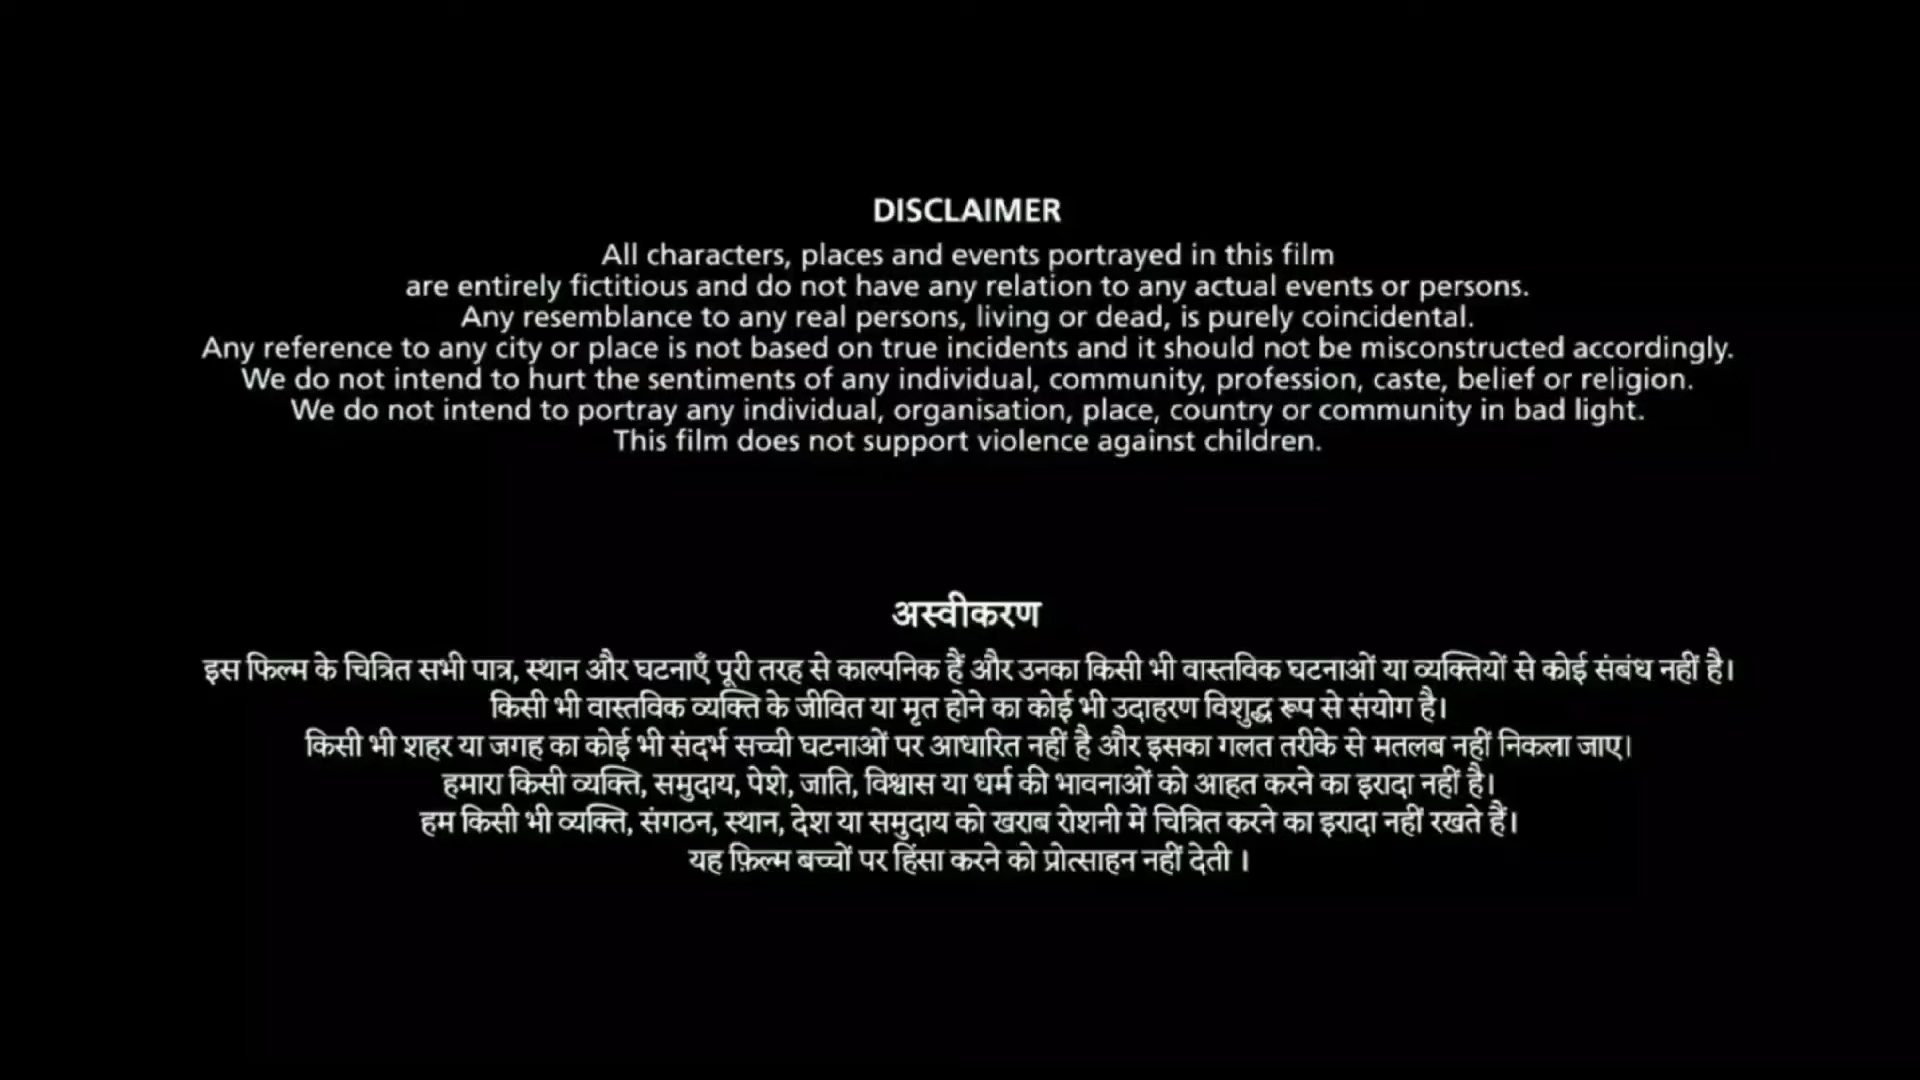 DISCLAIMER
All characters, places and events portrayed in this film
are entirely fictitious and do not have any relation to any actual events or persons.
Any resemblance to any real persons, living or dead, is purely coincidental.
Any reference to any city or place is not based on true incidents and it should not be misconstructed accordingly.
We do not intend to hurt the sentiments of any individual, community, profession, caste, belief or religion.
We do not intend to portray any individual, organisation, place, country or community in bad light.
This film does not support violence against children.
अस्वीकरण
इस फिल्म के चित्रित सभी पात्र, स्थान और घटनाएँ पूरी तरह से काल्पनिक हैं और उनका किसी भी वास्तविक घटनाओं या व्यक्तियों से कोई संबंध नहीं है।
किसी भी वास्तविक व्यक्ति के जीवित या मृत होने का कोई भी उदाहरण विशुद्ध रूप से संयोग है।
किसी भी शहर या जगह का कोई भी संदर्भ सच्ची घटनाओं पर आधारित नहीं है और इसका गलत तरीके से मतलब नहीं निकला जाए।
हमारा किसी व्यक्ति, समुदाय, पेशे, जाति, विश्वास या धर्म की भावनाओं को आहत करने का इरादा नहीं है।
हम किसी भी व्यक्ति, संगठन, स्थान, देश या समुदाय को खराब रोशनी में चित्रित करने का इरादा नहीं रखते हैं।
यह फ़िल्म बच्चों पर हिंसा करने को प्रोत्साहन नहीं देती ।